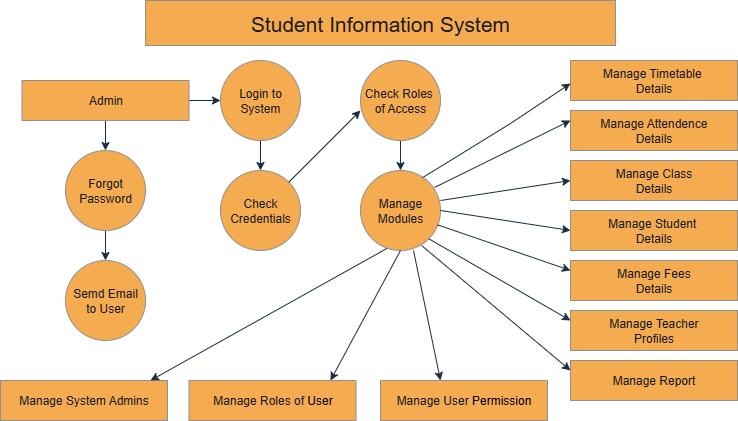 Student Information System
Admin
Login to
System
Check Roles
of Access
Manage Timetable
Details
Manage Attendence
Details
Forgot
Password
Check
Credentials
Manage
Modules
Manage Class
Details
Manage Student
Details
Manage Fees
Details
Semd Email
to User
Manage Teacher
Profiles
Manage Report
Manage System Admins
Manage Roles of User
Manage User Permission